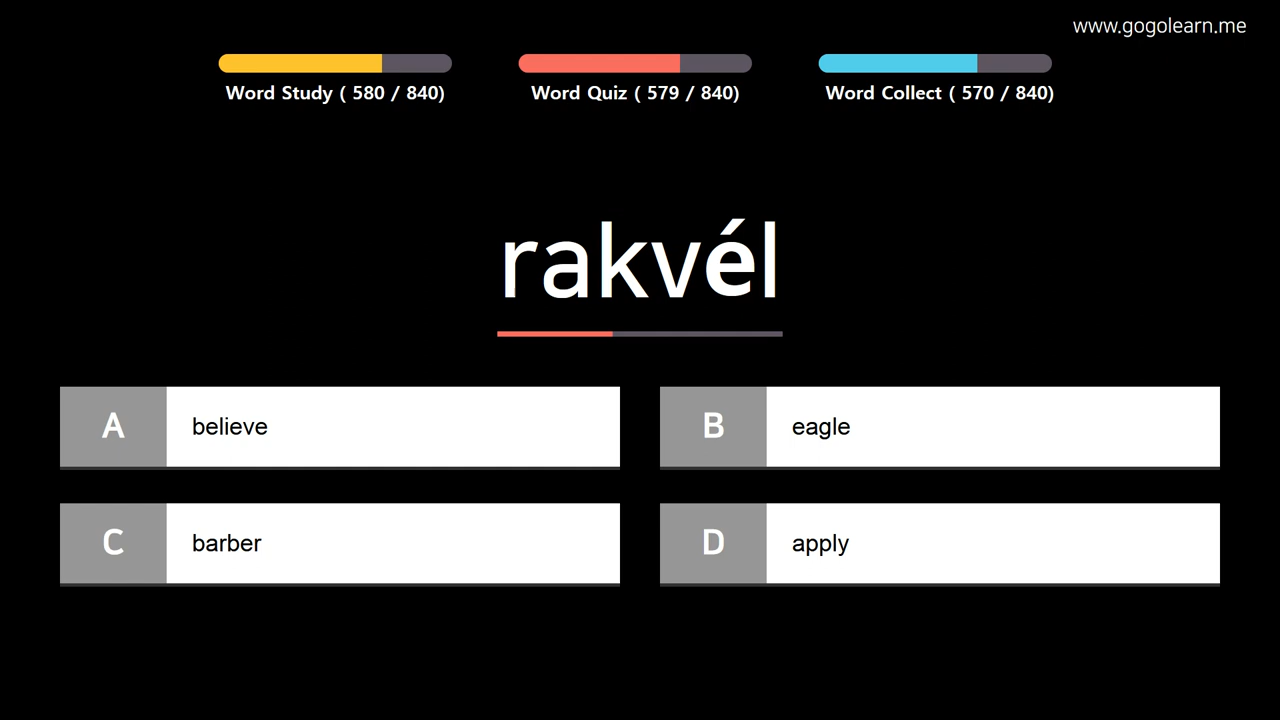 www.gogolearn.me
Word Study ( 580 / 840)
Word Quiz ( 579 / 840)
Word Collect ( 570 / 840)
rakvél
A believe
B eagle
C barber
D apply